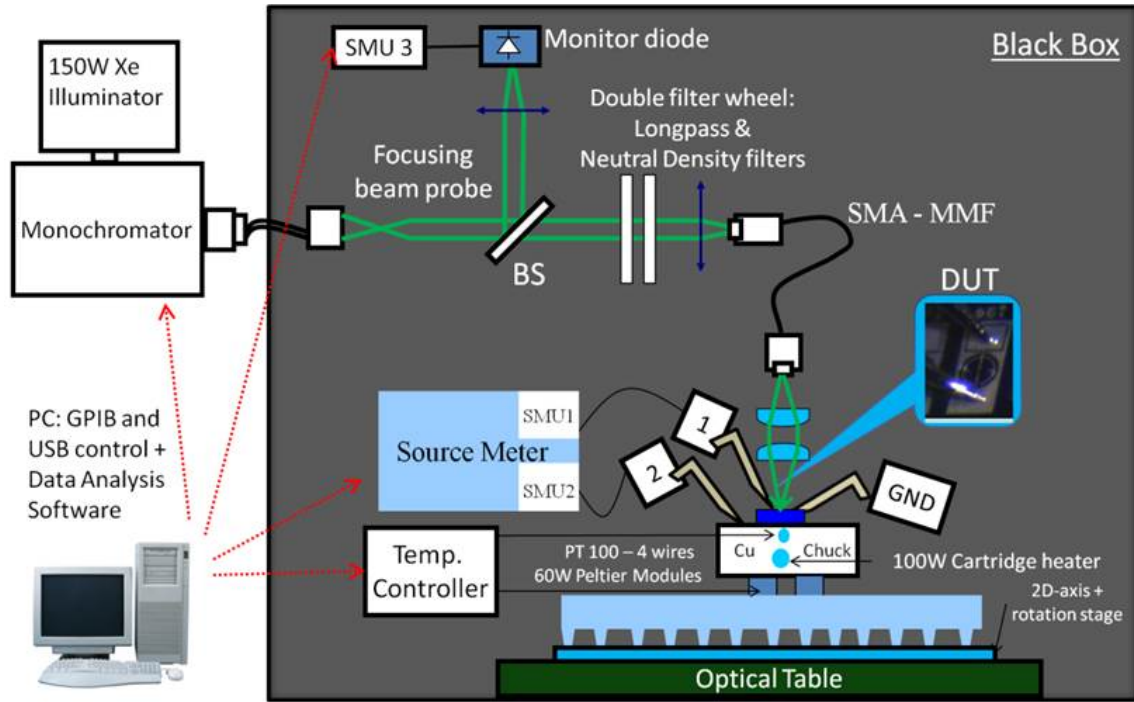 150W Xe
Illuminator
Monochromator
SMU 3
Monitor diode
Black Box
Double filter wheel:
Longpass &
Neutral Density filters
Focusing
beam probe
BS
SMA - MMF
DUT
PC: GPIB and
USB control +
Data Analysis
Software
Source Meter
SMU1
SMU2
1
2
GND
Temp.
Controller
PT 100 – 4 wires
60W Peltier Modules
Cu
Chuck
100W Cartridge heater
2D-axis +
rotation stage
Optical Table